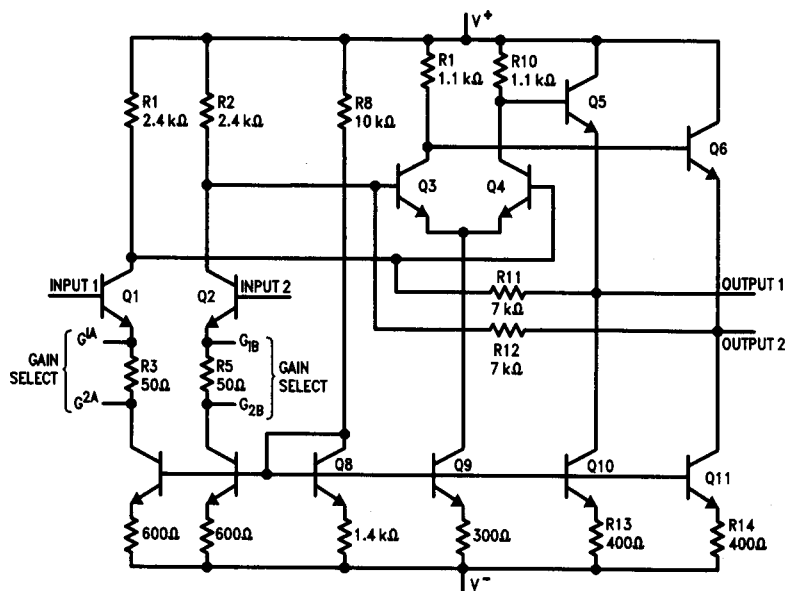 V+
R1
2.4 kΩ
R2
2.4 kΩ
R8
10 kΩ
R1
1.1 kΩ
R10
1.1 kΩ
Q5
Q6
Q3
Q4
INPUT 1
Q1
Q2
INPUT 2
R11
7 kΩ
OUTPUT 1
R12
7 kΩ
OUTPUT 2
G1A
GAIN
SELECT
R3
50Ω
G2A
G1B
R5
50Ω
GAIN
SELECT
G2B
Q8
Q9
Q10
Q11
600Ω
600Ω
1.4 kΩ
300Ω
R13
400Ω
R14
400Ω
V-